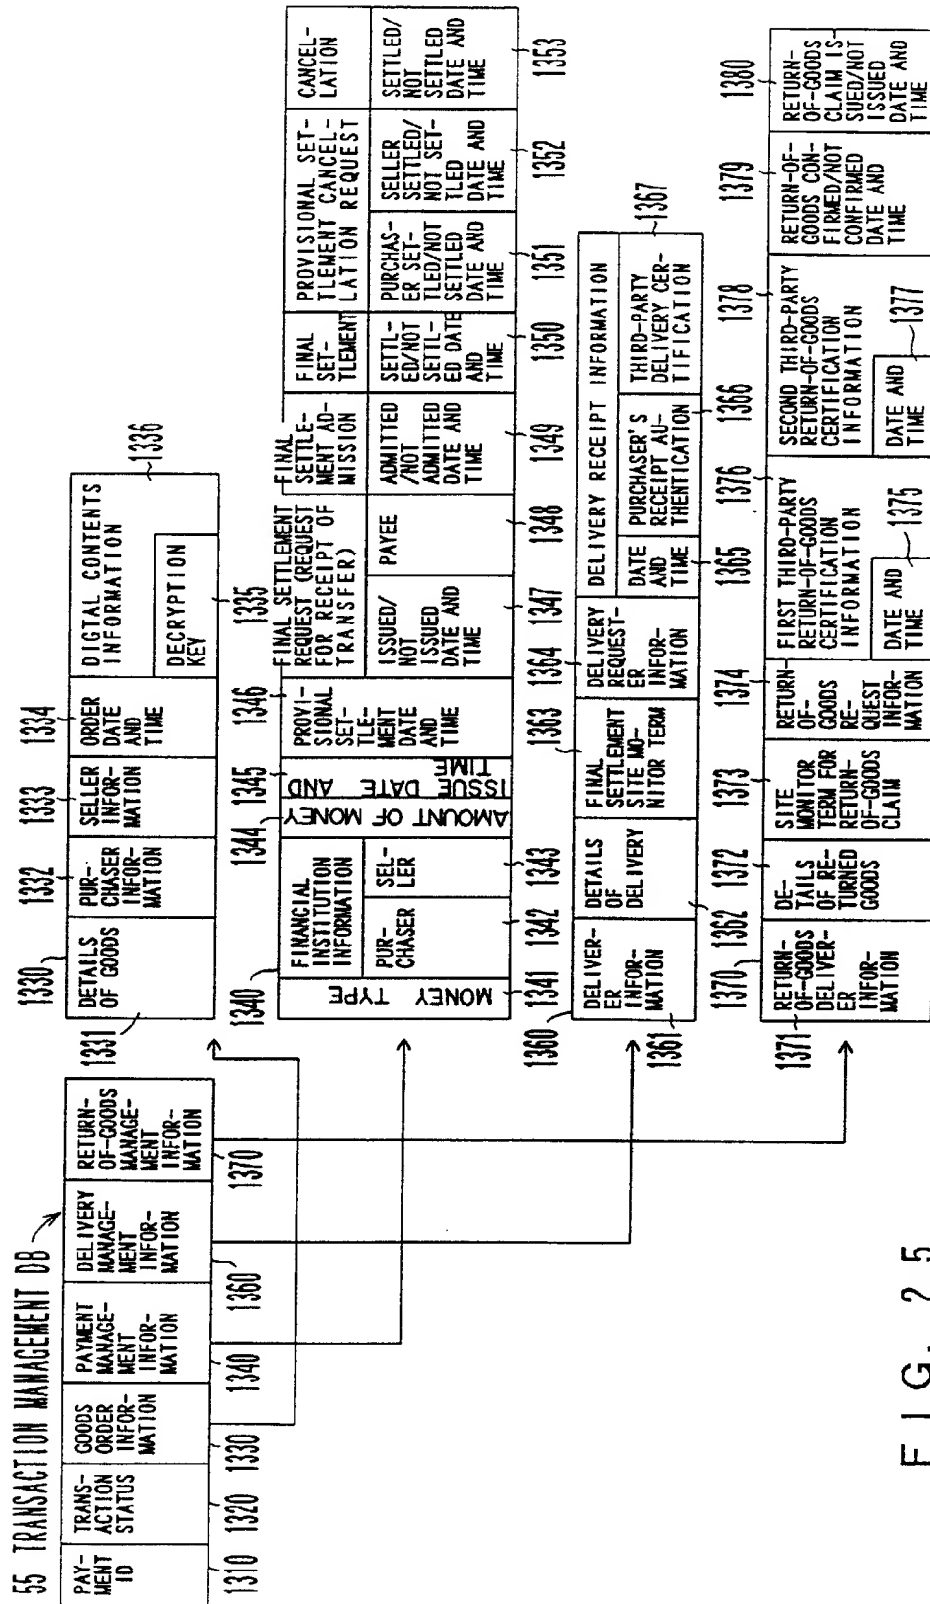 55 TRANSACTION MANAGEMENT DB
PAY-
MENT
ID
TRANS-
ACTION
STATUS
GOODS
ORDER
INFOR-
MATION
PAYMENT
MANAGE-
MENT
INFOR-
MATION
DELIVERY
MANAGE-
MENT
INFOR-
MATION
RETURN-
OF-GOODS
MANAGE-
MENT
INFOR-
MATION
1310
1320
1330
1340
1360
1370
1330
1332
1333
1334
DETAILS
OF GOODS
PUR-
CHASER
INFOR-
MATION
SELLER
INFOR-
MATION
ORDER
DATE
AND
TIME
DIGTAL CONTENTS
INFORMATION
DECRYPTION
KEY
1331
1335
1336
1340
1344
1345
1346
MONEY TYPE
FINANCIAL
INSTITUTION
INFORMATION
PUR-
CHASER
SEL-
LER
AMOUNT OF MONEY
ISSUE DATE AND
TIME
PROVI-
SIONAL
SET-
TLE-
MENT
DATE
AND
TIME
FINAL SETTLEMENT
REQUEST (REQUEST
FOR RECEIPT OF
TRANSFER)
ISSUED/
NOT
ISSUED
DATE AND
TIME
PAYEE
FINAL
SETTLE-
MENT AD-
MISSION
ADMITTED
/NOT
ADMITTED
DATE AND
TIME
FINAL
SET-
TLEMENT
SETTL-
ED/NOT
SETTL-
ED DATE
AND
TIME
PROVISIONAL SET-
TLEMENT CANCEL-
LATION REQUEST
PURCHAS-
ER SET-
TLED/NOT
SETTLED
DATE AND
TIME
SELLER
SETTLED/
NOT SET-
TLED
DATE AND
TIME
CANCEL-
LATION
SETTLED/
NOT
SETTLED
DATE AND
TIME
1341
1342
1343
1347
1348
1349
1350
1351
1352
1353
1360
1363
1364
DELIVER-
ER
INFOR-
MATION
DETAILS
OF
DELIVERY
FINAL
SETTLEMENT
SITE MO-
NITOR TERM
DELIVERY
REQUEST-
ER
INFOR-
MATION
DELIVERY RECEIPT INFORMATION
DATE
AND
TIME
PURCHASER'S
RECEIPT AU-
THENTICATION
THIRD-PARTY
DELIVERY CER-
TIFICATION
1361
1362
1365
1366
1367
1370
1372
1373
1374
1376
1378
1379
1380
RETURN-
OF-GOODS
DELIVER-
ER
INFOR-
MATION
DE-
TAILS
OF RE-
TURNED
GOODS
SITE
MONITOR
TERM FOR
RETURN-
OF-GOODS
CLAIM
RETURN-
OF-
GOODS
RE-
QUEST
INFOR-
MATION
FIRST THIRD-PARTY
RETURN-OF-GOODS
CERTIFICATION
INFORMATION
DATE AND
TIME
1375
SECOND THIRD-PARTY
RETURN-OF-GOODS
CERTIFICATION
INFORMATION
DATE AND
TIME
1377
RETURN-OF-
GOODS CON-
FIRMED/NOT
CONFIRMED
DATE AND
TIME
RETURN-
OF-GOODS
CLAIM IS-
SUED/NOT
ISSUED
DATE AND
TIME
1371
FIG. 25